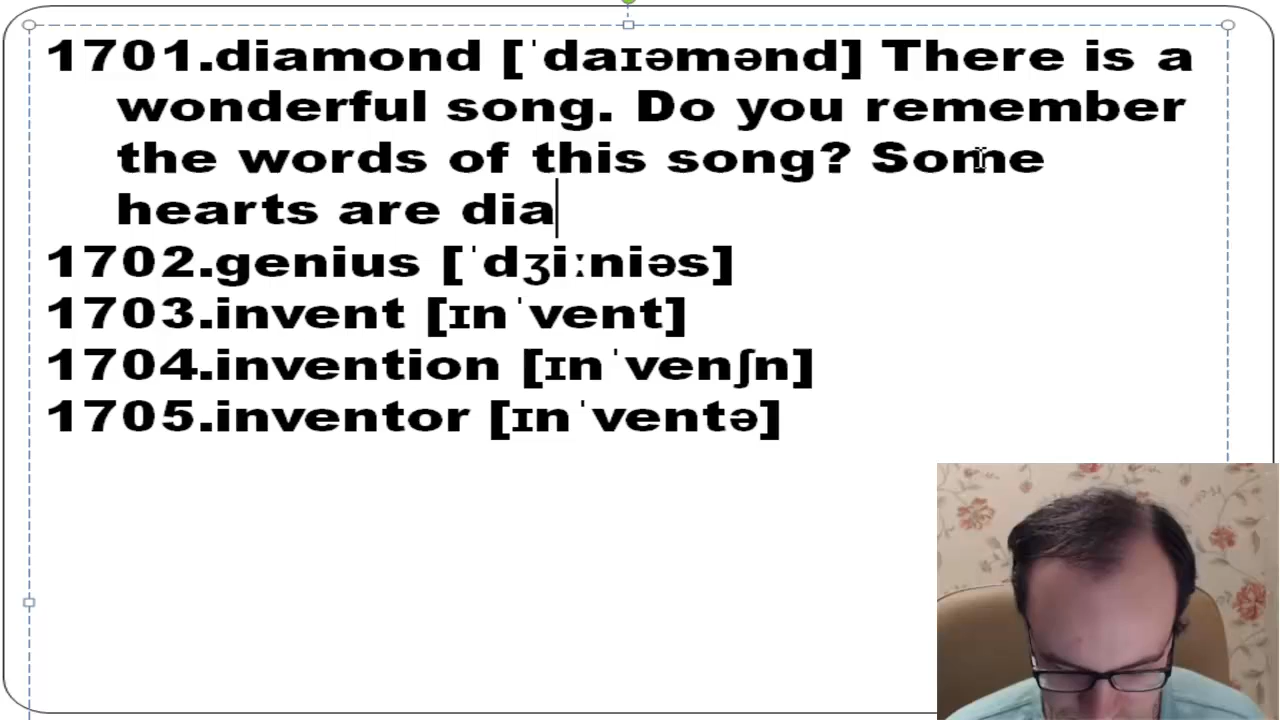 1701.diamond [ˈdaɪəmənd] There is a
wonderful song. Do you remember
the words of this song? Some
hearts are dia
1702.genius [ˈdʒiːniəs]
1703.invent [ɪnˈvent]
1704.invention [ɪnˈvenʃn]
1705.inventor [ɪnˈventə]